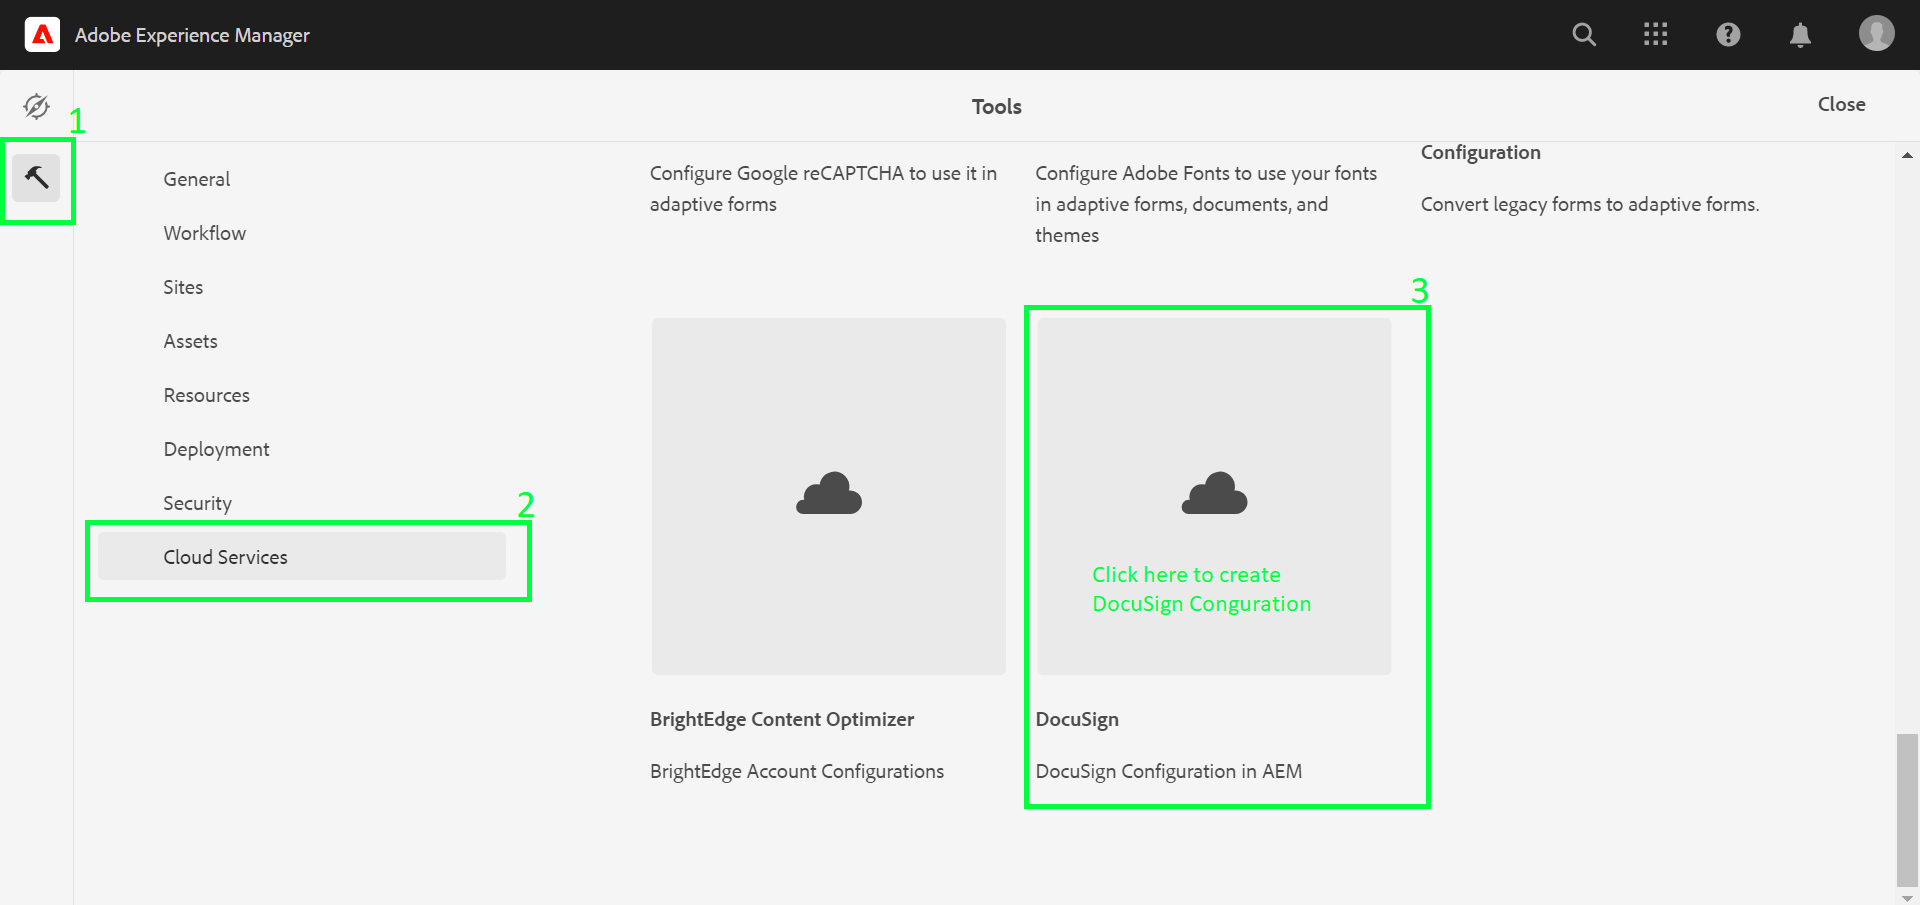 Adobe Experience Manager
Tools
Close
1
General
Workflow
Sites
Assets
Resources
Deployment
Security
2
Cloud Services
Configure Google reCAPTCHA to use it in
adaptive forms
Configure Adobe Fonts to use your fonts
in adaptive forms, documents, and
themes
Configuration
Convert legacy forms to adaptive forms.
3
Click here to create
DocuSign Conguration
BrightEdge Content Optimizer
BrightEdge Account Configurations
DocuSign
DocuSign Configuration in AEM